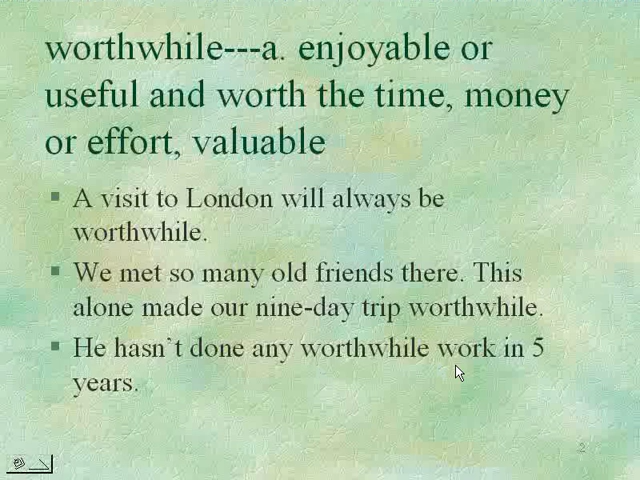 worthwhile---a. enjoyable or
useful and worth the time, money
or effort, valuable
A visit to London will always be
worthwhile.
We met so many old friends there. This
alone made our nine-day trip worthwhile.
He hasn't done any worthwhile work in 5
years.
2